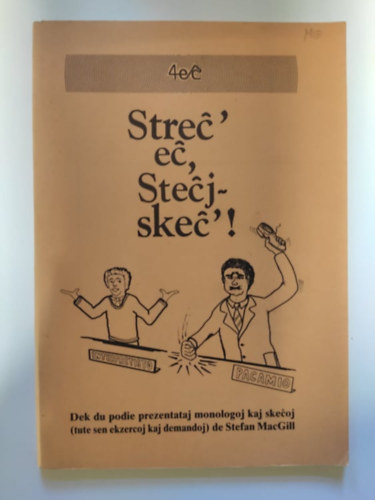 4eĉ
Streĉ'
eĉ,
Steĉj-
skeĉ'!
PACAMIO
Dek du podie prezentataj monologoj kaj skeĉoj
(tute sen ekzercoj kaj demandoj) de Stefan MacGill